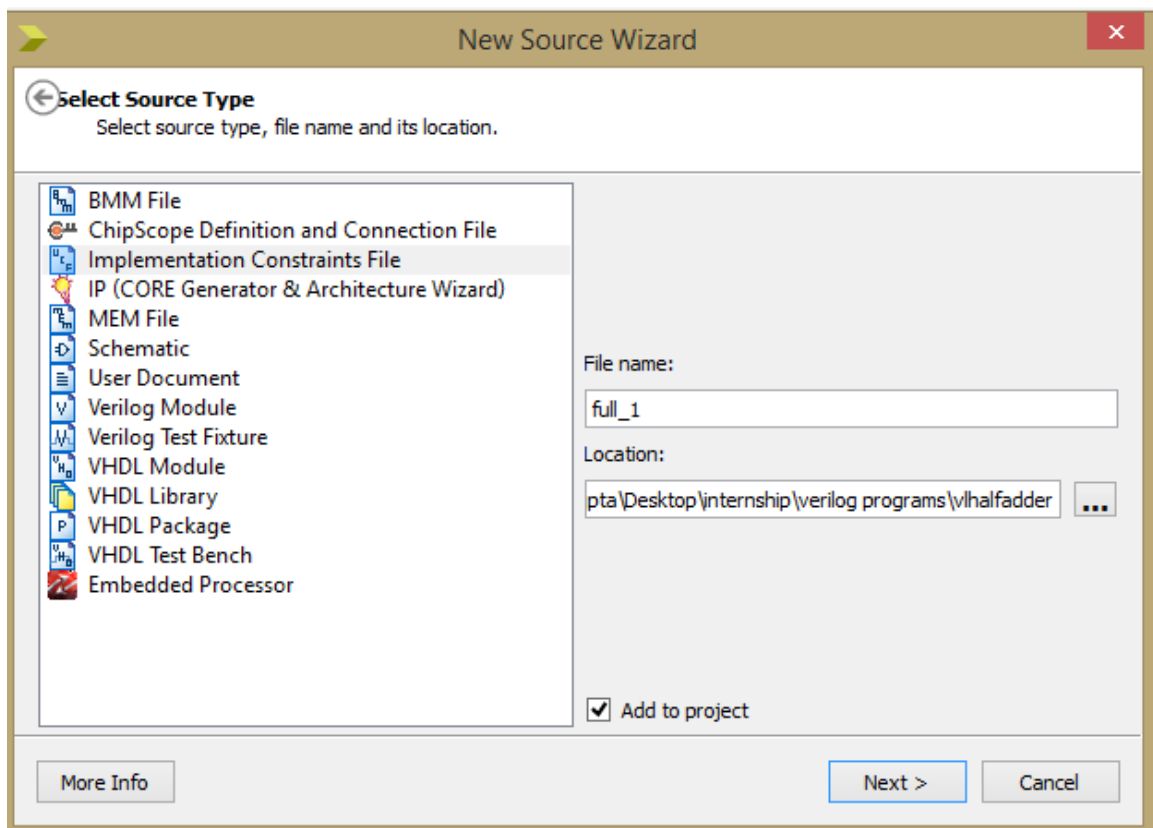 New Source Wizard
Select Source Type
Select source type, file name and its location.
BMM File
ChipScope Definition and Connection File
Implementation Constraints File
IP (CORE Generator & Architecture Wizard)
MEM File
Schematic
User Document
Verilog Module
Verilog Test Fixture
VHDL Module
VHDL Library
VHDL Package
VHDL Test Bench
Embedded Processor
File name:
full_1
Location:
pta\Desktop\internship\verilog programs\vlhalfadder
...
Add to project
More Info
Next >
Cancel